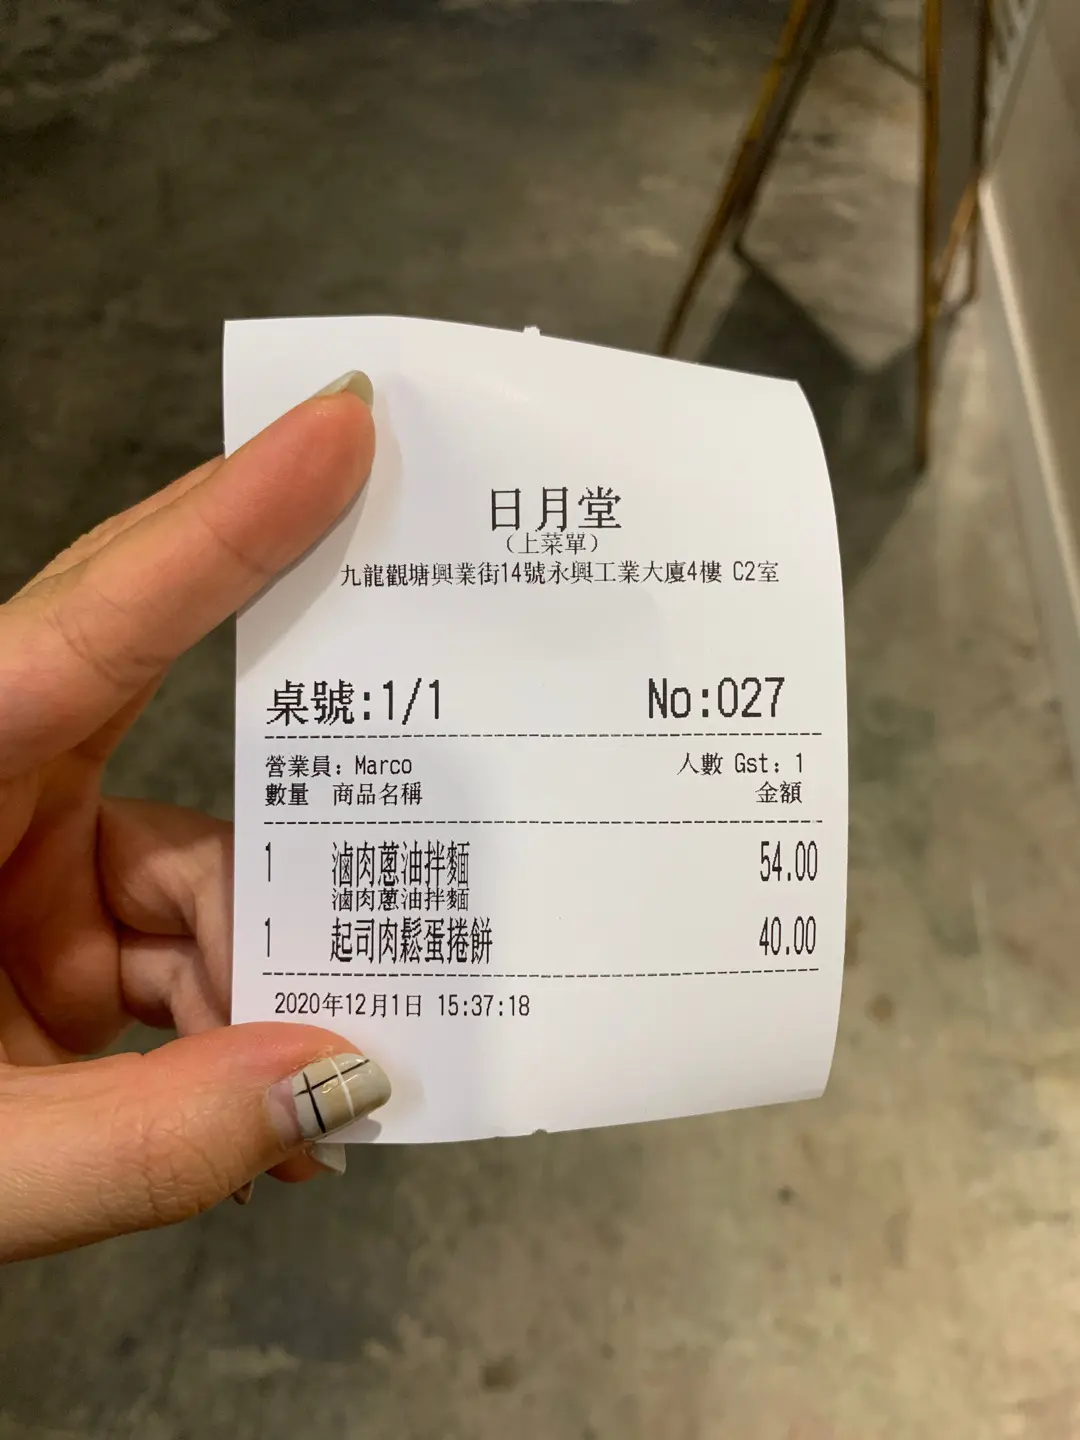 日月堂
(上菜單)
九龍觀塘興業街14號永興工業大廈4樓 C2室
桌號:1/1 No:027
營業員: Marco 人數 Gst: 1
數量 商品名稱 金額
1 滷肉蔥油拌麵 54.00
滷肉蔥油拌麵
1 起司肉鬆蛋捲餅 40.00
2020年12月1日 15:37:18